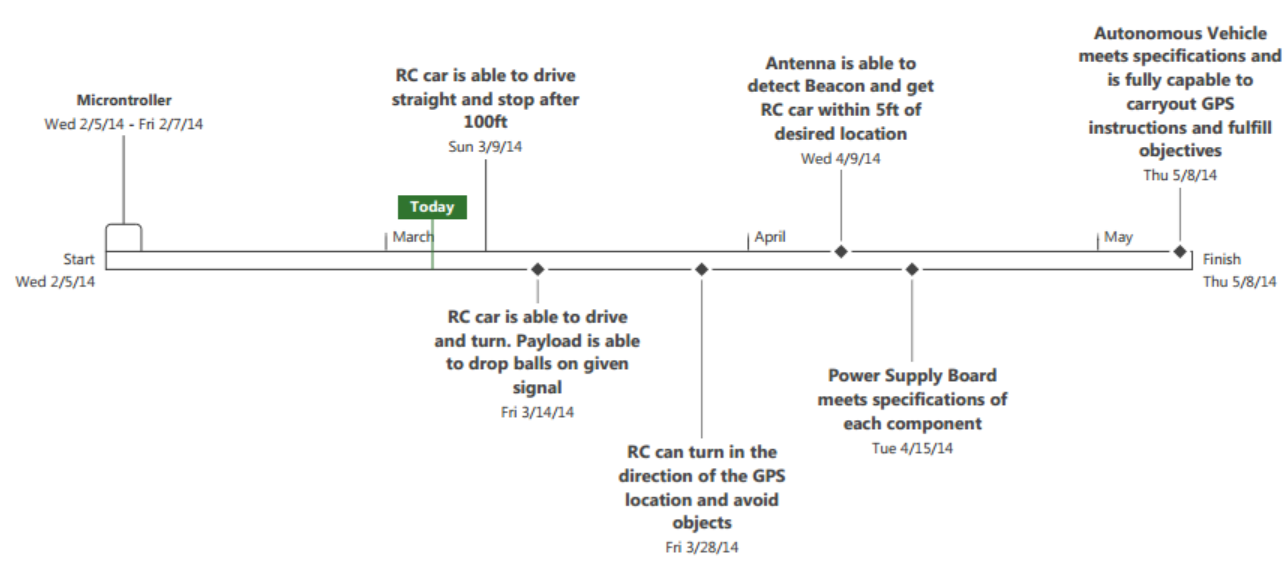 Microntroller
Wed 2/5/14 - Fri 2/7/14
RC car is able to drive
straight and stop after
100ft
Sun 3/9/14
Antenna is able to
detect Beacon and get
RC car within 5ft of
desired location
Wed 4/9/14
Autonomous Vehicle
meets specifications and
is fully capable to
carryout GPS
instructions and fulfill
objectives
Thu 5/8/14
Today
March
April
May
Start
Wed 2/5/14
Finish
Thu 5/8/14
RC car is able to drive
and turn. Payload is able
to drop balls on given
signal
Fri 3/14/14
RC can turn in the
direction of the GPS
location and avoid
objects
Fri 3/28/14
Power Supply Board
meets specifications of
each component
Tue 4/15/14